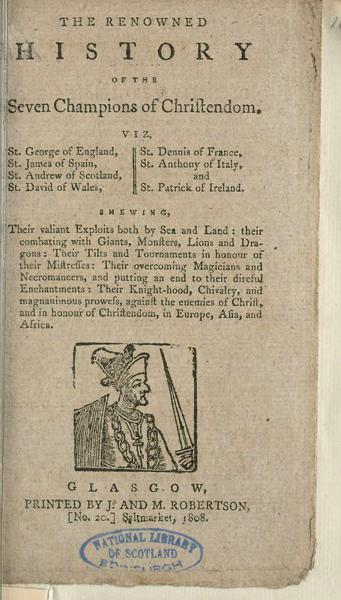 THE RENOWNED
HISTORY
OF THE
Seven Champions of Christendom.
VIZ,
St. George of England,
St. James of Spain,
St. Andrew of Scotland,
St. David of Wales,
St. Dennis of France,
St. Anthony of Italy,
and
St. Patrick of Ireland.
SHEWING,
Their valiant Exploits both by Sea and Land: their
combating with Giants, Monsters, Lions and Dra-
gons: Their Tilts and Tournaments in honour of
their Mistresses: Their overcoming Magicians and
Necromancers, and putting an end to their direful
Enchantments: Their Knight-hood, Chivalry, and
magnanimous prowess, against the enemies of Christ,
and in honour of Christendom, in Europe, Asia, and
Africa.
GLASGOW,
PRINTED BY J. AND M. ROBERTSON,
[No. 20.] Saltmarket, 1808.
NATIONAL LIBRARY
OF SCOTLAND
EDINBURGH